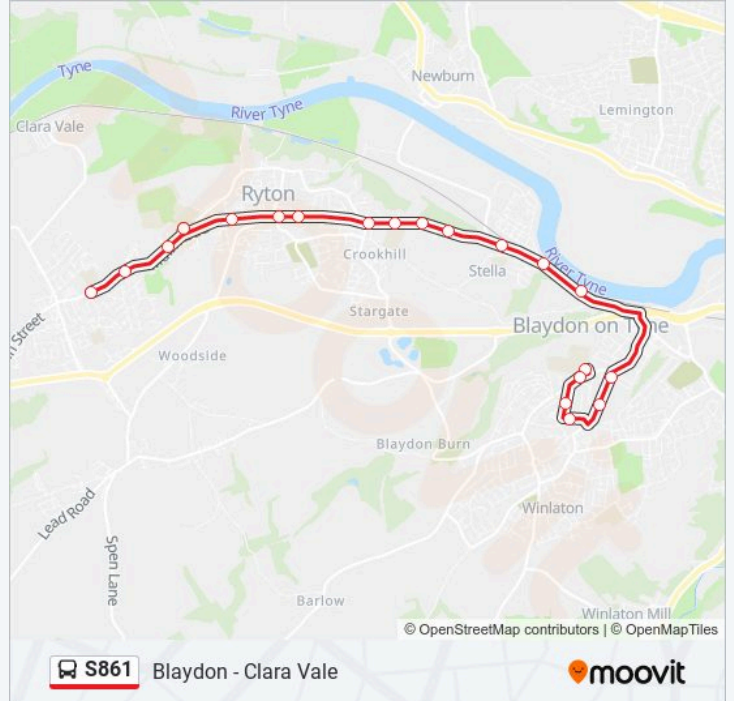 Newburn
Tyne
River Tyne
Lemington
Clara Vale
Ryton
Crookhill
Stella
River Tyne
Stargate
Blaydon on Tyne
n Street
Woodside
Blaydon Burn
Lead Road
Winlaton
Spen Lane
Barlow
Winlaton Mill
© OpenStreetMap contributors | © OpenMapTiles
S861 Blaydon - Clara Vale
moovit